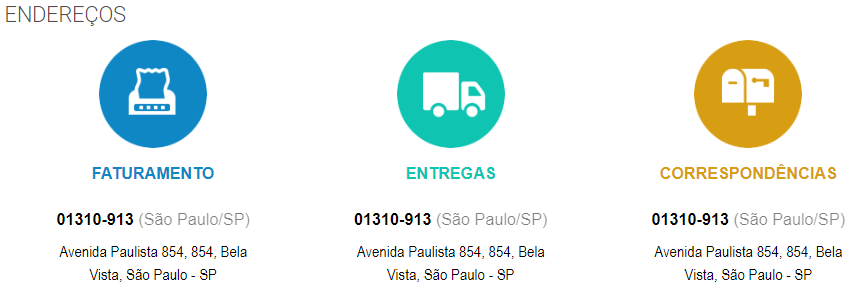 ENDEREÇOS
FATURAMENTO
01310-913 (São Paulo/SP)
Avenida Paulista 854, 854, Bela
Vista, São Paulo - SP
ENTREGAS
01310-913 (São Paulo/SP)
Avenida Paulista 854, 854, Bela
Vista, São Paulo - SP
CORRESPONDÊNCIAS
01310-913 (São Paulo/SP)
Avenida Paulista 854, 854, Bela
Vista, São Paulo - SP